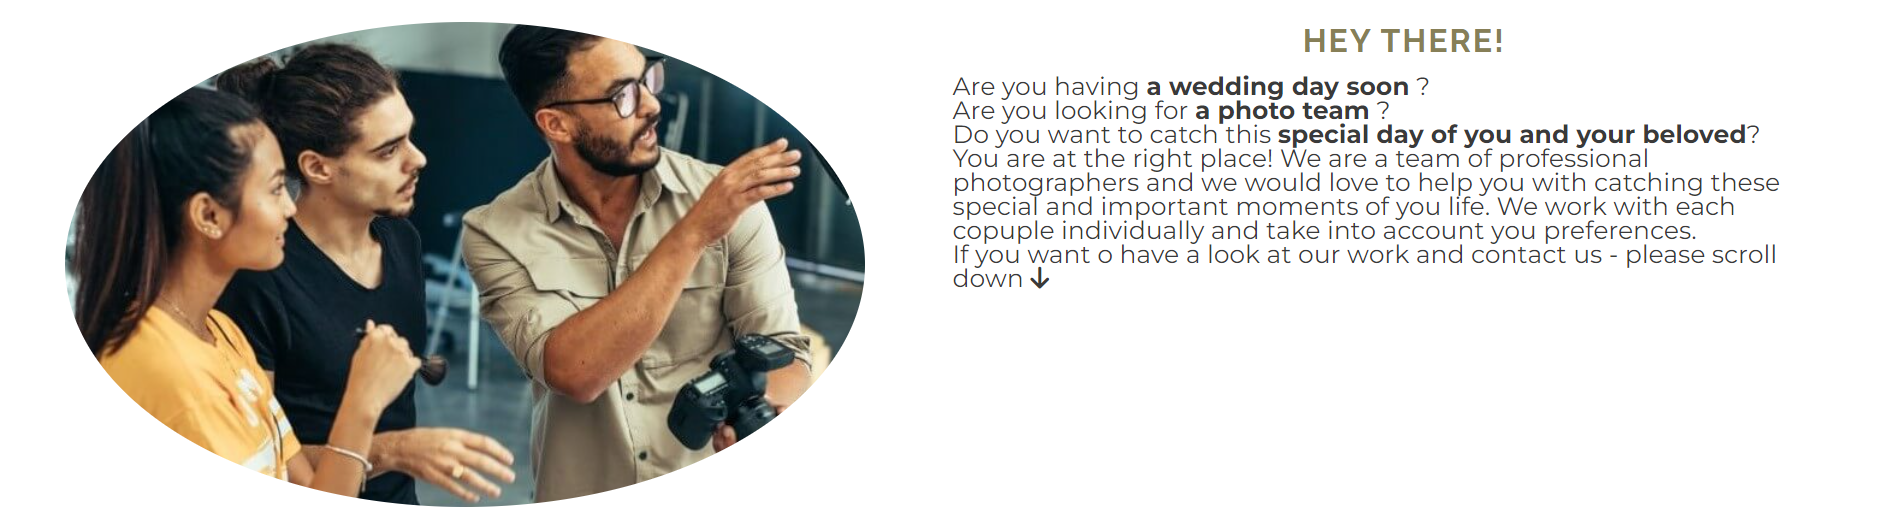 HEY THERE!
Are you having a wedding day soon ?
Are you looking for a photo team ?
Do you want to catch this special day of you and your beloved?
You are at the right place! We are a team of professional
photographers and we would love to help you with catching these
special and important moments of you life. We work with each
copuple individually and take into account you preferences.
If you want o have a look at our work and contact us - please scroll
down ↓